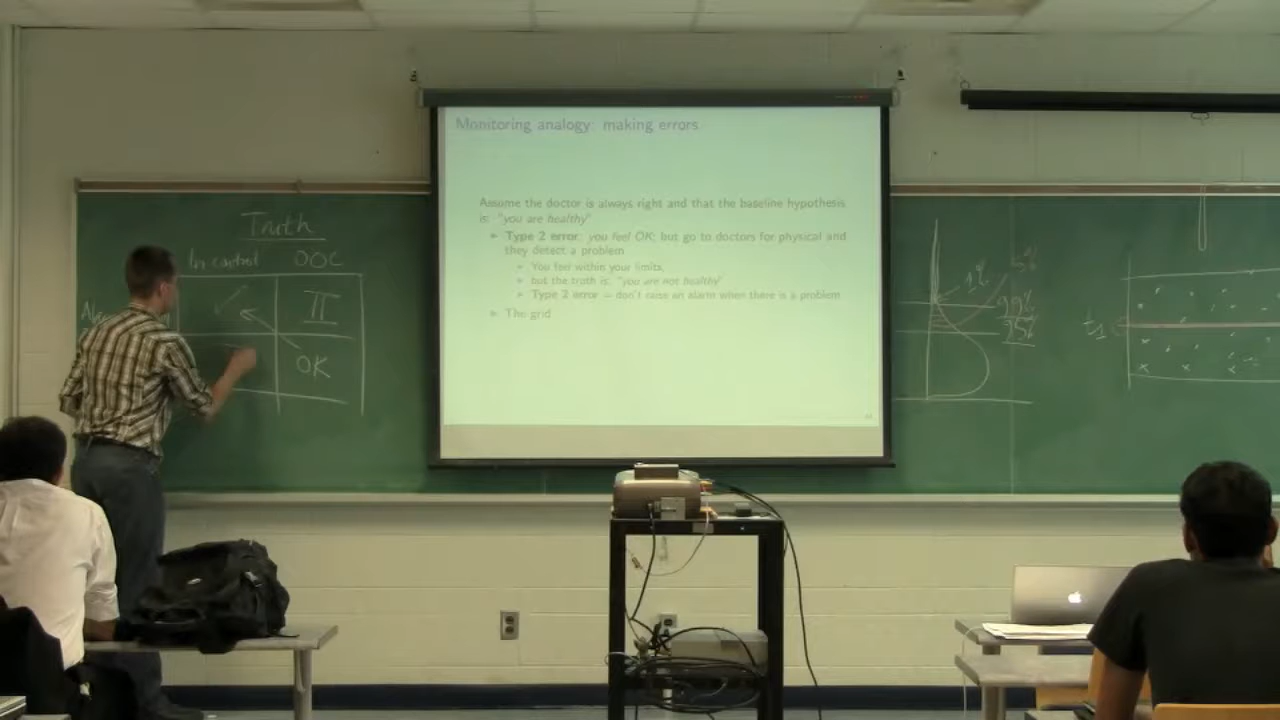 Truth
In control OOC
II
OK
Monitoring analogy: making errors
Assume the doctor is always right and that the baseline hypothesis
is: "you are healthy"
Type 2 error: you feel OK; but go to doctors for physical and
they detect a problem
You feel within your limits,
but the truth is: "you are not healthy"
Type 2 error = don't raise an alarm when there is a problem
The grid
1%
99%
t1